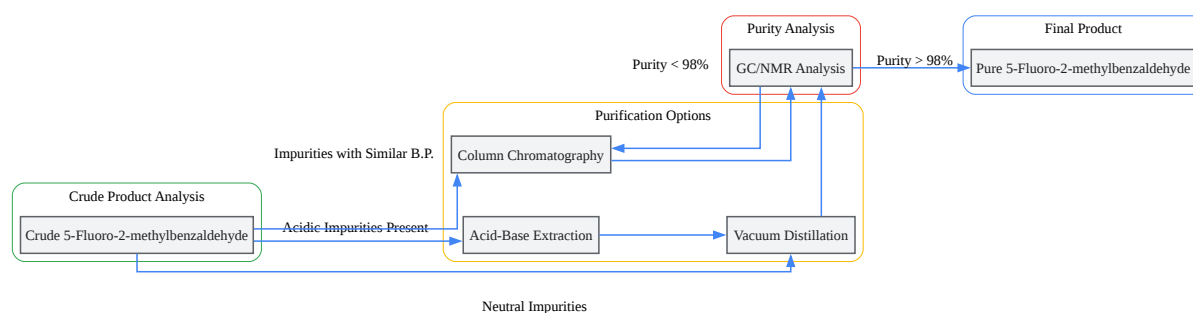 Purity Analysis
Final Product
Purity < 98%
GC/NMR Analysis
Purity > 98%
Pure 5-Fluoro-2-methylbenzaldehyde
Purification Options
Impurities with Similar B.P.
Column Chromatography
Crude Product Analysis
Acidic Impurities Present
Crude 5-Fluoro-2-methylbenzaldehyde
Acid-Base Extraction
Vacuum Distillation
Neutral Impurities